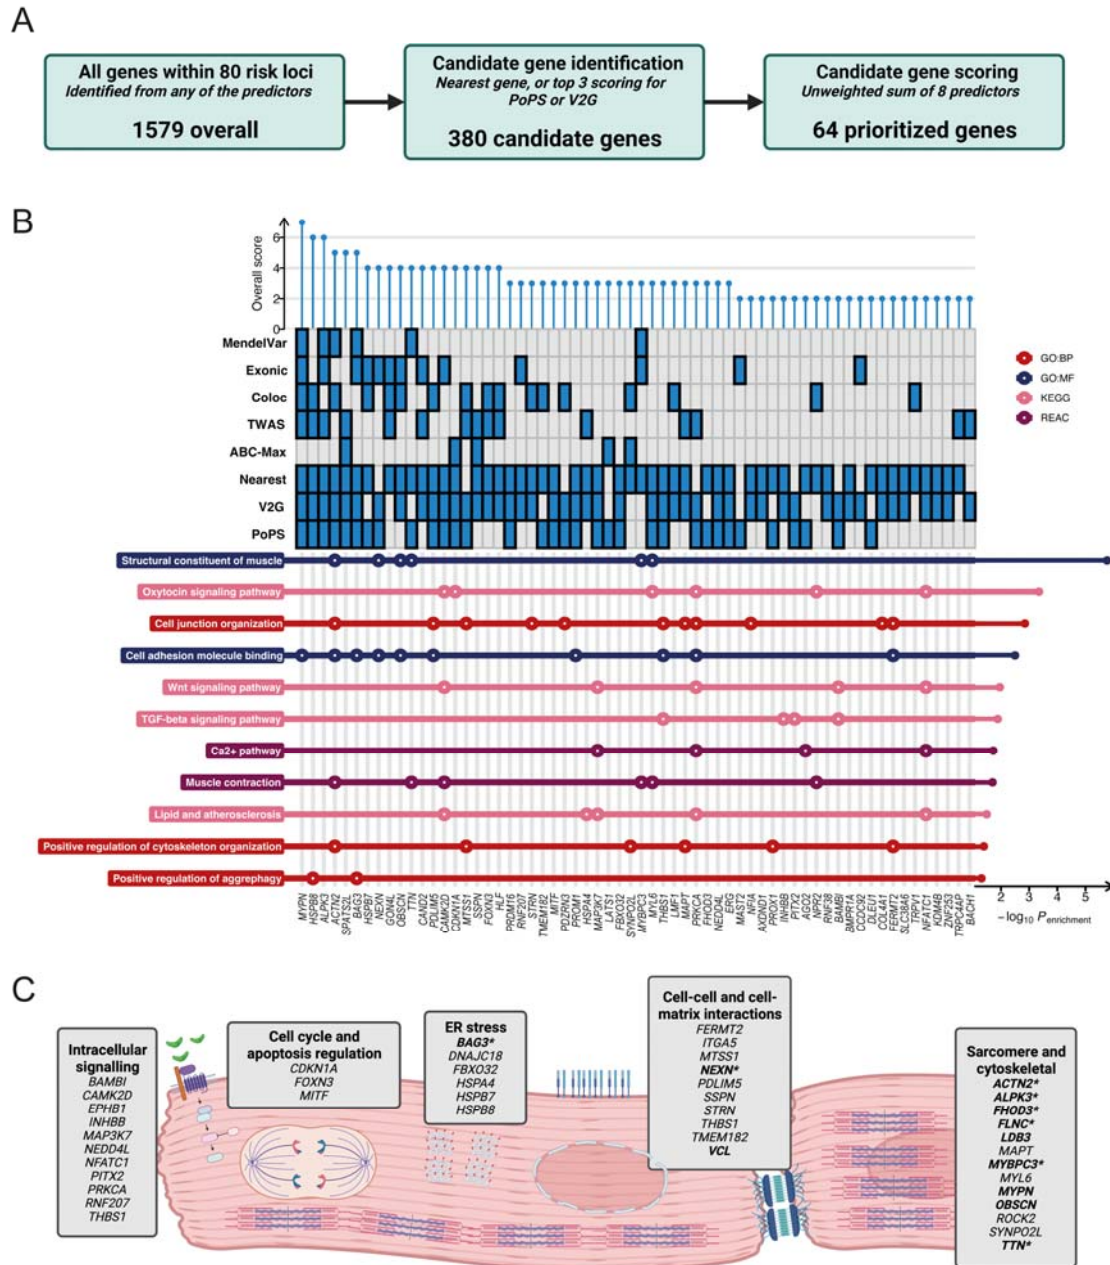 A
All genes within 80 risk loci
Identified from any of the predictors
1579 overall
Candidate gene identification
Nearest gene, or top 3 scoring for
PoPS or V2G
380 candidate genes
Candidate gene scoring
Unweighted sum of 8 predictors
64 prioritized genes
B
Overall score
6
4
2
0
MendelVar
Exonic
Coloc
TWAS
ABC-Max
Nearest
V2G
PoPS
GO:BP
GO:MF
KEGG
REAC
Structural constituent of muscle
Oxytocin signaling pathway
Cell junction organization
Cell adhesion molecule binding
Wnt signaling pathway
TGF-beta signaling pathway
Ca2+ pathway
Muscle contraction
Lipid and atherosclerosis
Positive regulation of cytoskeleton organization
Positive regulation of aggrephagy
MYPN
HSPB8
ALPK3
ACTN2
SPATS2L
BAG3
HSPB7
NEXN
GON4L
OBSCN
TTN
CAND2
PDLIM5
CAMK2D
CDKN1A
MTSS1
SPN
FOXN3
HLF
PRDM16
RNF207
STRN
TMEM182
MITF
PDZRN3
PROM1
HSPA4
MAP3K7
LATS1
FBXO32
SYNPO2L
MYBPC3
MYL6
THBS1
LMF1
MAPT
PRKCA
FHOD3
NEDD4L
ERG
MAST2
NFIA
AXDND1
PROX1
INHBB
PITX2
AGO2
NPR2
RNF38
BAMBI
BMPR1A
CCDC92
DLEU1
COL4A1
FERMT2
SLC38A6
TRPV1
NFATC1
KDM4B
ZNF253
TRPC4AP
BACH1
1 2 3 4 5
−log10 Penrichment
C
Intracellular
signalling
BAMBI
CAMK2D
EPHB1
INHBB
MAP3K7
NEDD4L
NFATC1
PITX2
PRKCA
RNF207
THBS1
Cell cycle and
apoptosis regulation
CDKN1A
FOXN3
MITF
ER stress
BAG3*
DNAJC18
FBXO32
HSPA4
HSPB7
HSPB8
Cell-cell and cell-
matrix interactions
FERMT2
ITGA5
MTSS1
NEXN*
PDLIM5
SSPN
STRN
THBS1
TMEM182
VCL
Sarcomere and
cytoskeletal
ACTN2*
ALPK3*
FHOD3*
FLNC*
LDB3
MAPT
MYBPC3*
MYL6
MYPN
OBSCN
ROCK2
SYNPO2L
TTN*